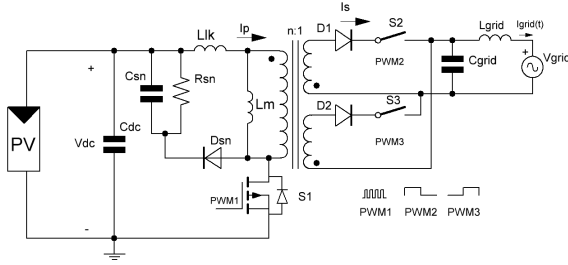 Is
Llk
Ip
n:1
D1
S2
Lgrid
Igrid(t)
+
Csn
Rsn
PWM2
+
Cgrid
Vgrid
Lm
D2
S3
PV
Vdc
Cdc
Dsn
PWM3
-
PWM1
S1
PWM1
PWM2
PWM3